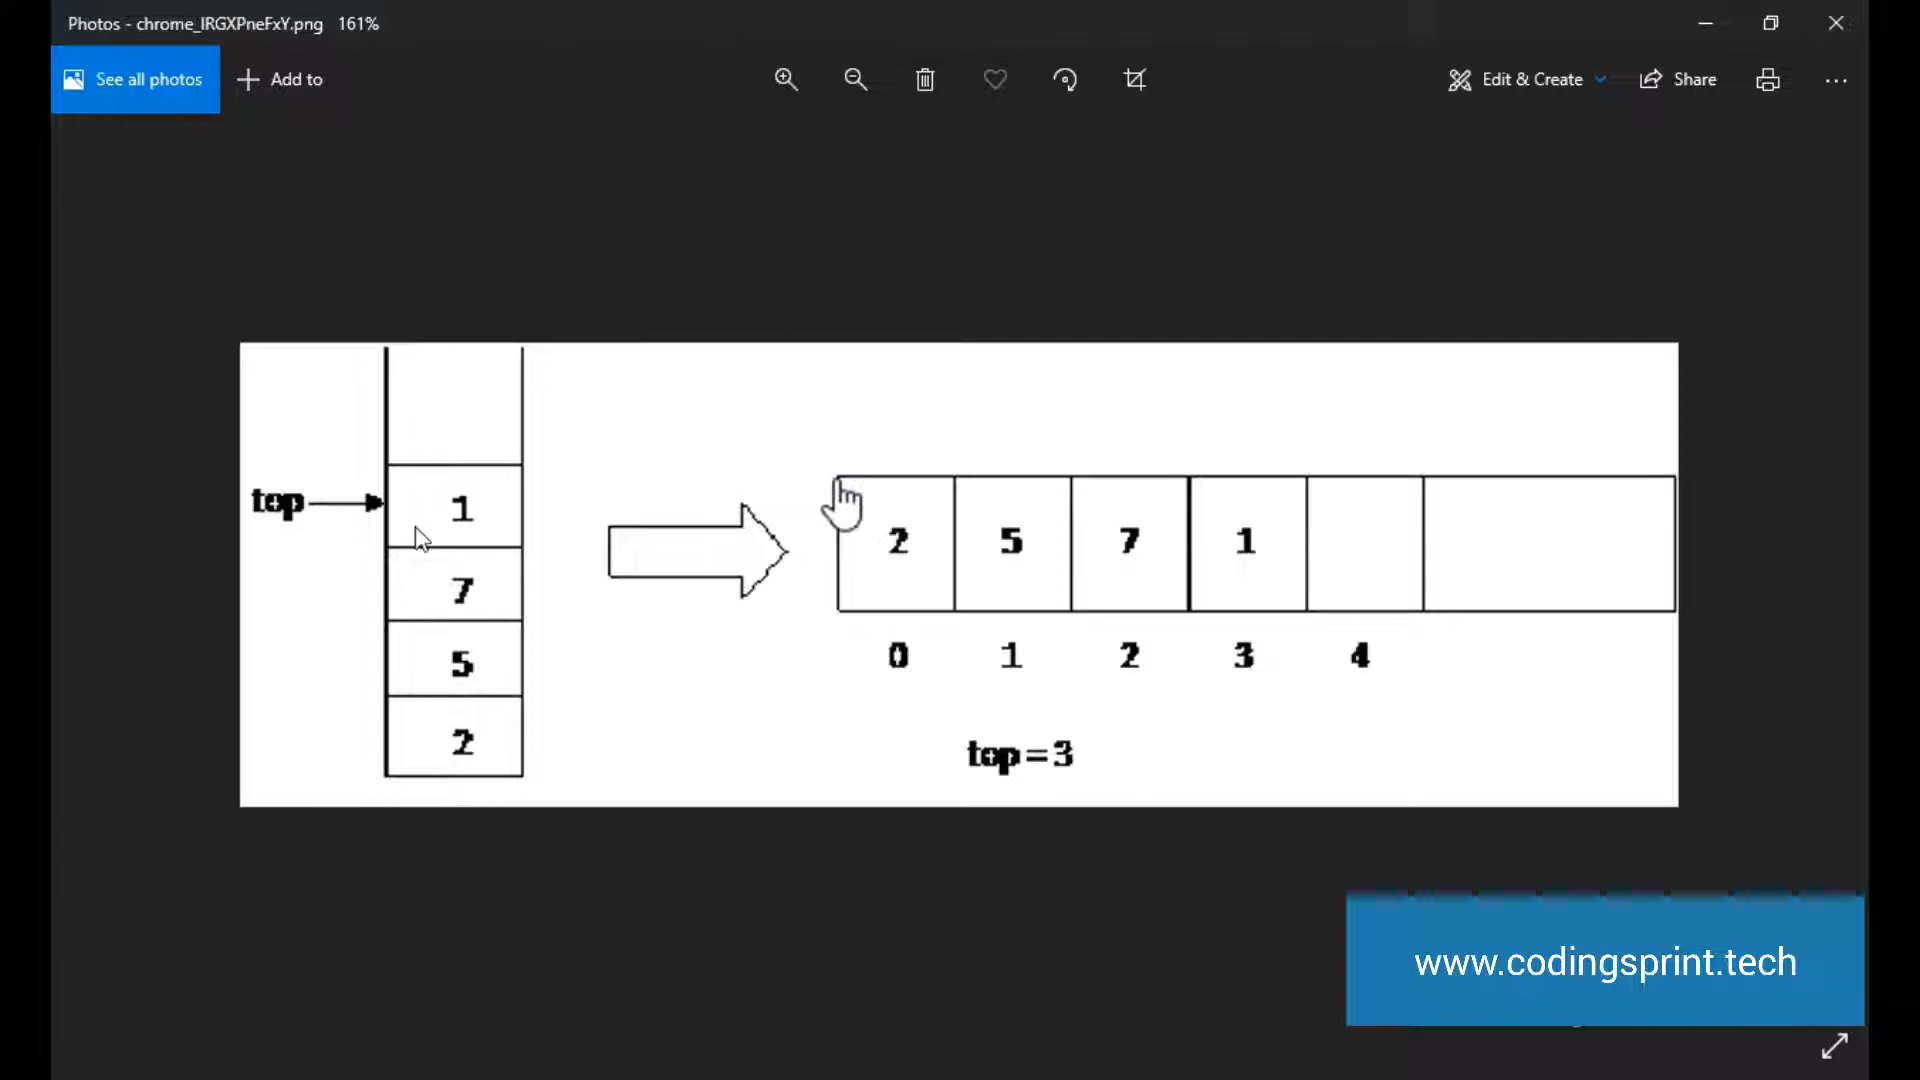 Photos - chrome_IRGXPneFxY.png 161%
See all photos
Add to
Edit & Create
Share
top
1
7
5
2
2 5 7 1
0 1 2 3 4
top = 3
www.codingsprint.tech